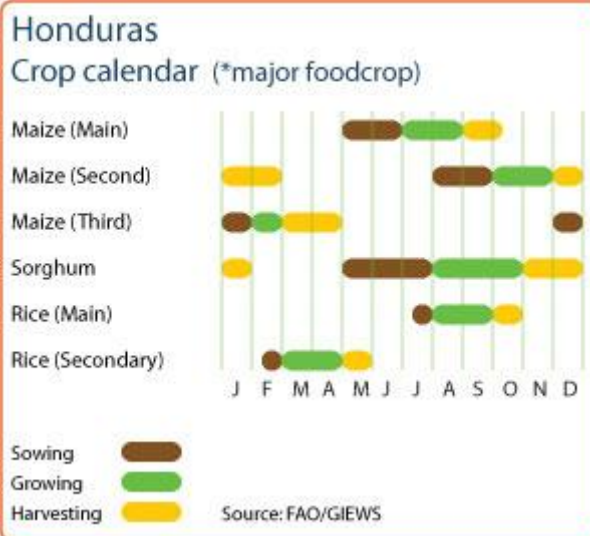 Honduras
Crop calendar (*major foodcrop)
Maize (Main)
Maize (Second)
Maize (Third)
Sorghum
Rice (Main)
Rice (Secondary)
J F M A M J J A S O N D
Sowing
Growing
Harvesting
Source: FAO/GIEWS